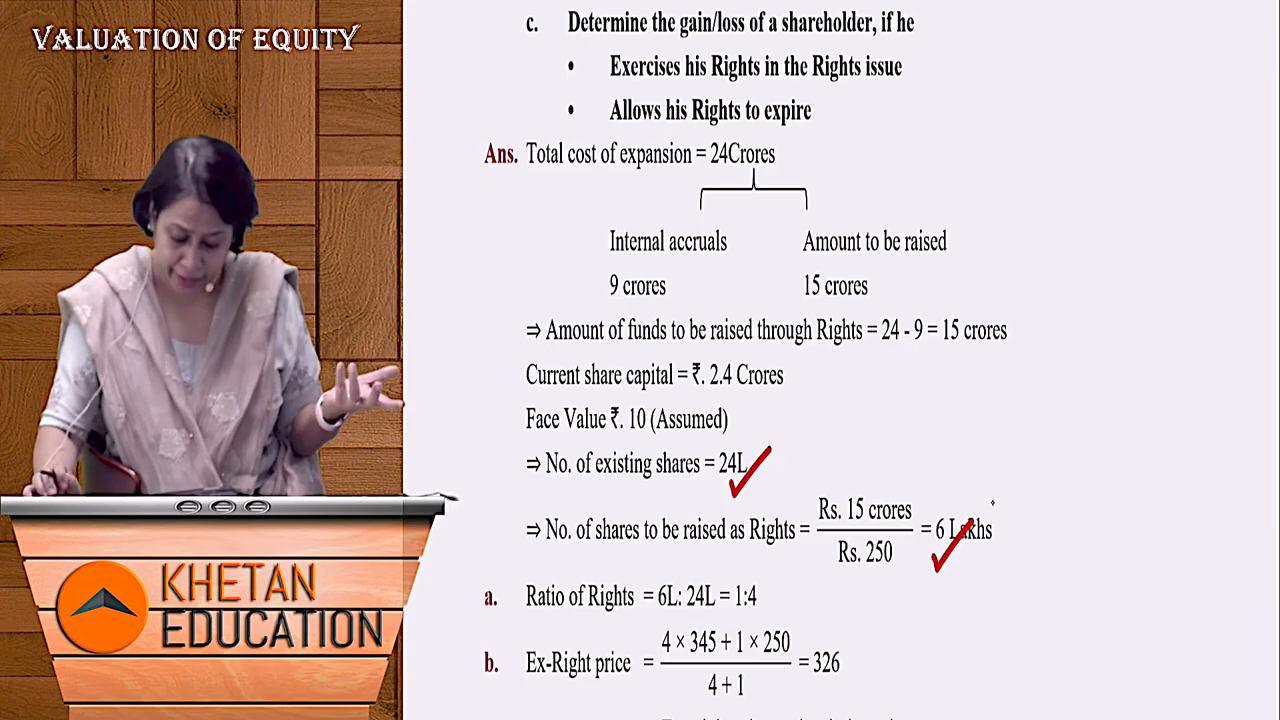 VALUATION OF EQUITY
c. Determine the gain/loss of a shareholder, if he
• Exercises his Rights in the Rights issue
• Allows his Rights to expire
Ans. Total cost of expansion = 24Crores
Internal accruals Amount to be raised
9 crores 15 crores
⇒ Amount of funds to be raised through Rights = 24 - 9 = 15 crores
Current share capital = ₹. 2.4 Crores
Face Value ₹. 10 (Assumed)
⇒ No. of existing shares = 24L
⇒ No. of shares to be raised as Rights = Rs. 15 crores / Rs. 250 = 6 Lakhs
a. Ratio of Rights = 6L: 24L = 1:4
b. Ex-Right price = 4 × 345 + 1 × 250 / 4 + 1 = 326
KHETAN
EDUCATION